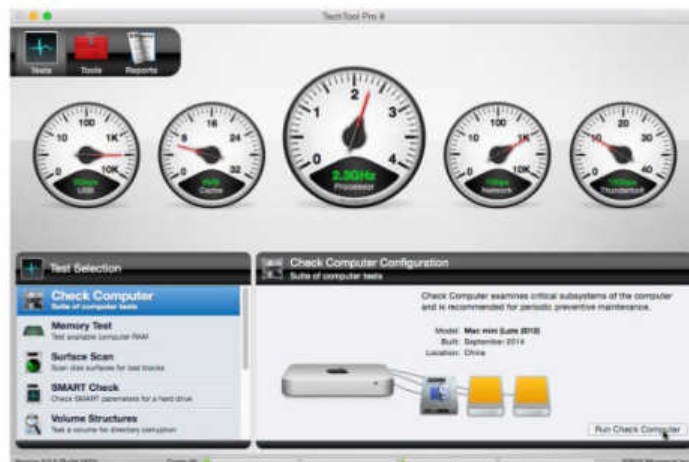 TechTool Pro 8
Tests Tools Reports
0 10 100 1K 10K
USB
0 8 16 24 32
Cache
0 1 2 3 4
2.3GHz
Processor
0 10 100 1K 10K
Network
0 10 20 30 40
Thunderbolt
Test Selection
Check Computer
Suite of computer tests
Memory Test
Test available computer RAM
Surface Scan
Scan disk surfaces for bad blocks
SMART Check
Check SMART parameters for a hard drive
Volume Structures
Test a volume for directory corruption
Check Computer Configuration
Suite of computer tests
Check Computer examines critical subsystems of the computer
and is recommended for periodic preventive maintenance.
Model: Mac mini (Late 2012)
Built: September 2014
Location: China
Run Check Computer